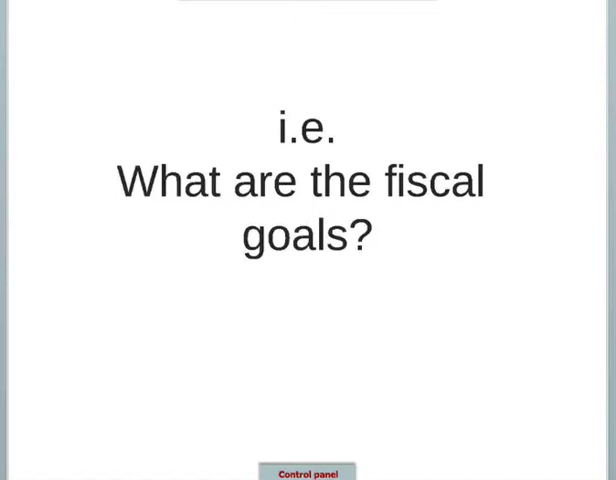 i.e.
What are the fiscal
goals?
Control panel